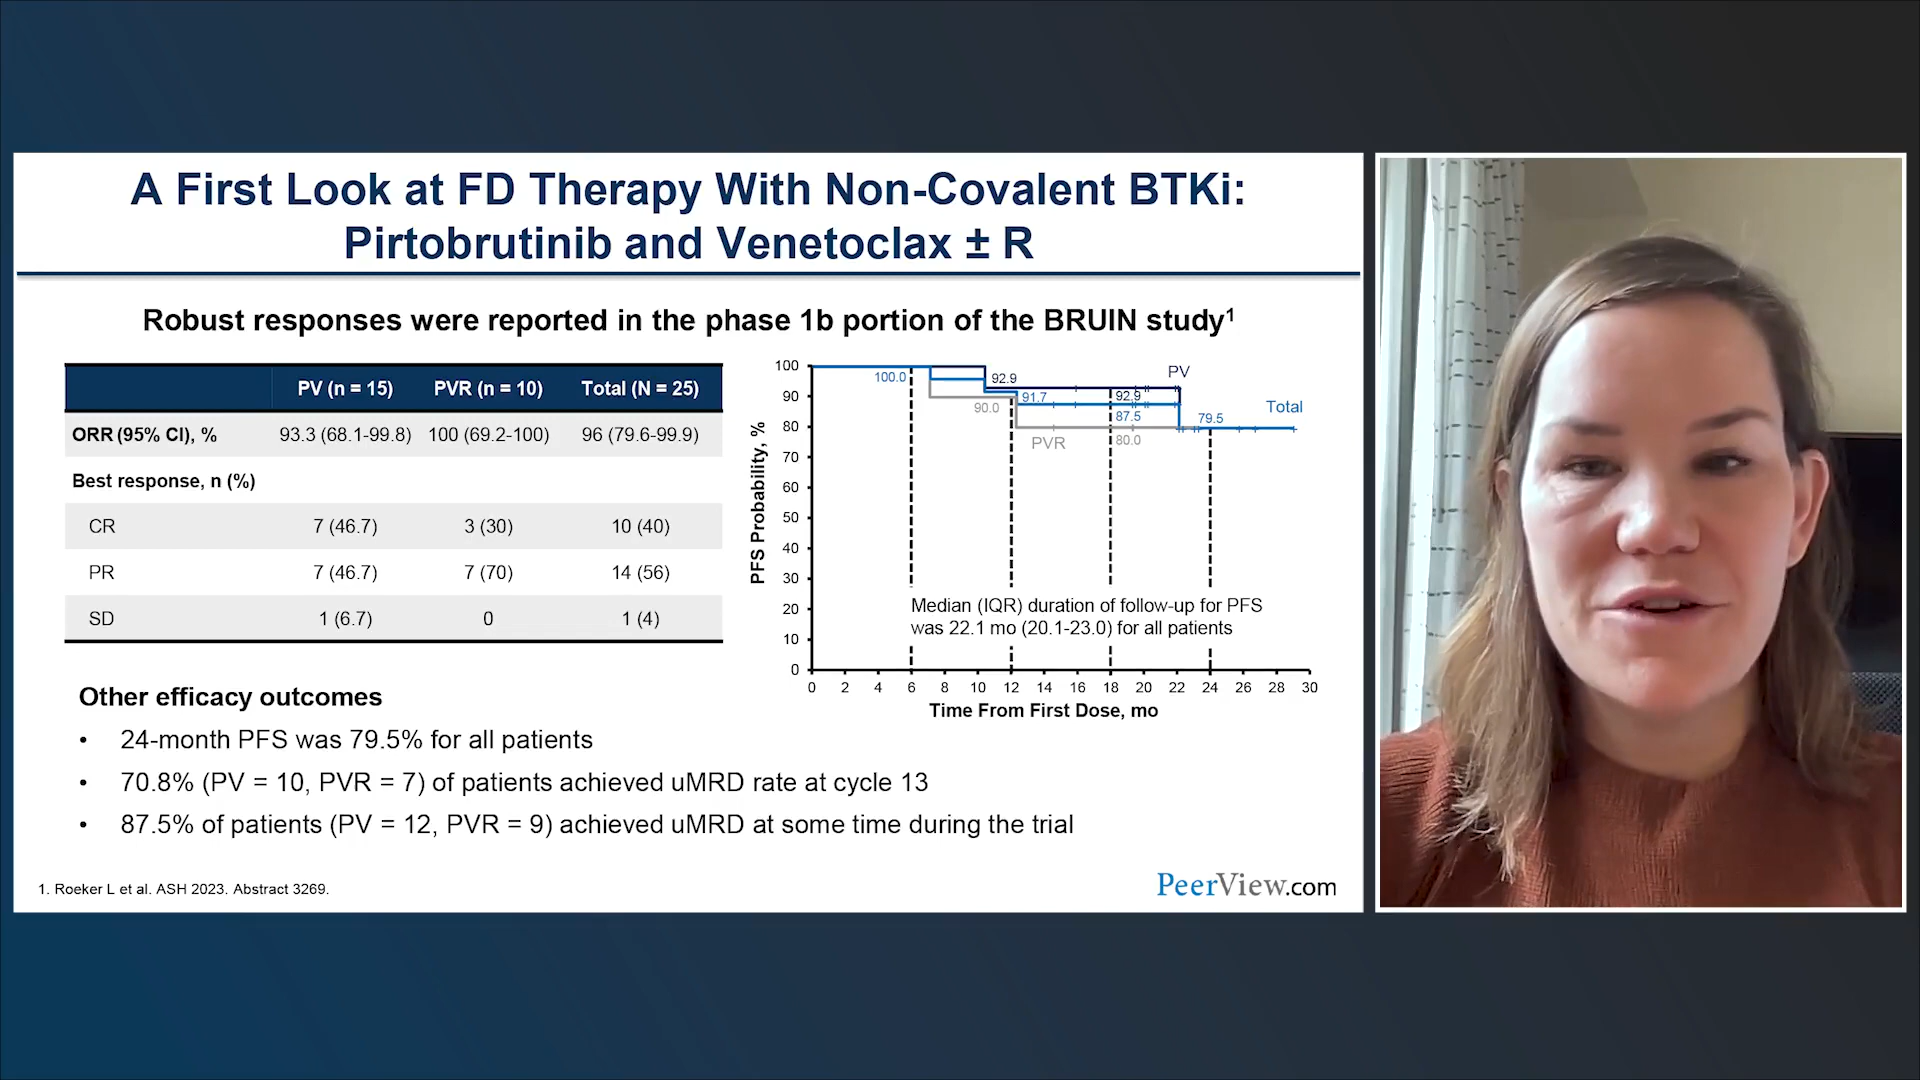 A First Look at FD Therapy With Non-Covalent BTKi:
Pirtobrutinib and Venetoclax ± R
Robust responses were reported in the phase 1b portion of the BRUIN study1
PV (n = 15) PVR (n = 10) Total (N = 25)
ORR (95% CI), % 93.3 (68.1-99.8) 100 (69.2-100) 96 (79.6-99.9)
Best response, n (%)
CR 7 (46.7) 3 (30) 10 (40)
PR 7 (46.7) 7 (70) 14 (56)
SD 1 (6.7) 0 1 (4)
PFS Probability, %
100
90
80
70
60
50
40
30
20
10
0
100.0
92.9
90.0
91.7
PVR
PV
92.9
87.5
80.0
79.5
Total
Median (IQR) duration of follow-up for PFS
was 22.1 mo (20.1-23.0) for all patients
0 2 4 6 8 10 12 14 16 18 20 22 24 26 28 30
Time From First Dose, mo
Other efficacy outcomes
• 24-month PFS was 79.5% for all patients
• 70.8% (PV = 10, PVR = 7) of patients achieved uMRD rate at cycle 13
• 87.5% of patients (PV = 12, PVR = 9) achieved uMRD at some time during the trial
1. Roeker L et al. ASH 2023. Abstract 3269.
PeerView.com